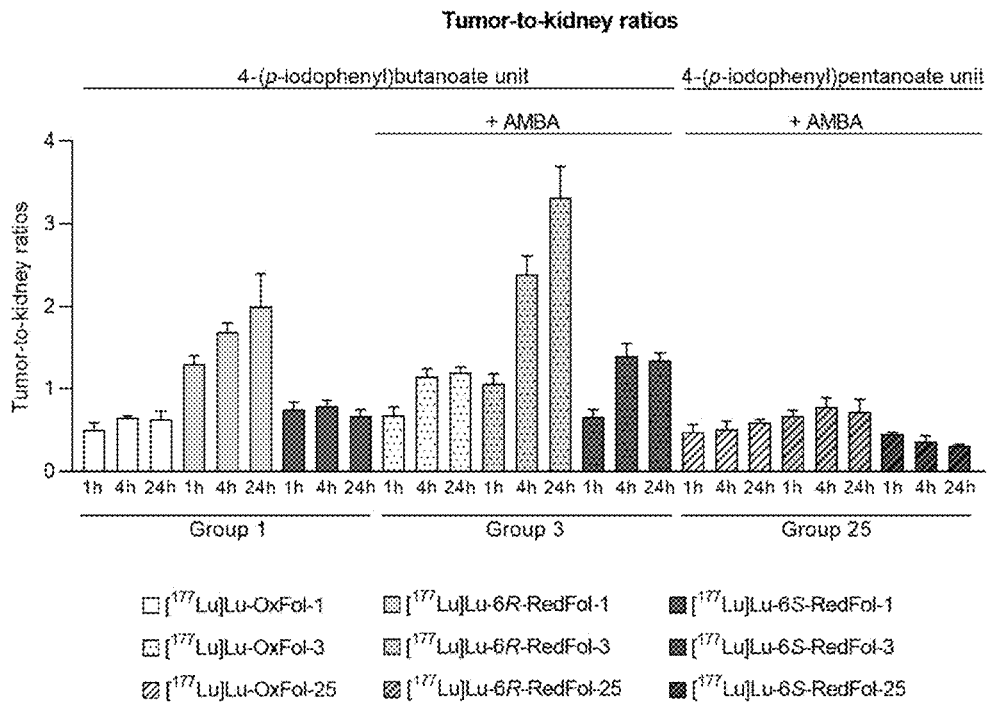 Tumor-to-kidney ratios
4-(p-iodophenyl)butanoate unit 4-(p-iodophenyl)pentanoate unit
+ AMBA + AMBA
Tumor-to-kidney ratios
4
3
2
1
0
1h 4h 24h 1h 4h 24h 1h 4h 24h 1h 4h 24h 1h 4h 24h 1h 4h 24h 1h 4h 24h 1h 4h 24h 1h 4h 24h
Group 1 Group 3 Group 25
[¹⁷⁷Lu]Lu-OxFol-1 [¹⁷⁷Lu]Lu-6R-RedFol-1 [¹⁷⁷Lu]Lu-6S-RedFol-1
[¹⁷⁷Lu]Lu-OxFol-3 [¹⁷⁷Lu]Lu-6R-RedFol-3 [¹⁷⁷Lu]Lu-6S-RedFol-3
[¹⁷⁷Lu]Lu-OxFol-25 [¹⁷⁷Lu]Lu-6R-RedFol-25 [¹⁷⁷Lu]Lu-6S-RedFol-25